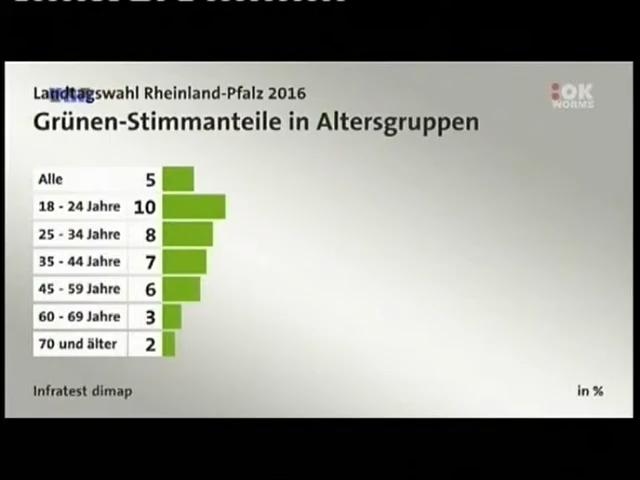 Landtagswahl Rheinland-Pfalz 2016
:OK
WORMS
Grünen-Stimmanteile in Altersgruppen
Alle 5
18 - 24 Jahre 10
25 - 34 Jahre 8
35 - 44 Jahre 7
45 - 59 Jahre 6
60 - 69 Jahre 3
70 und älter 2
Infratest dimap
in %